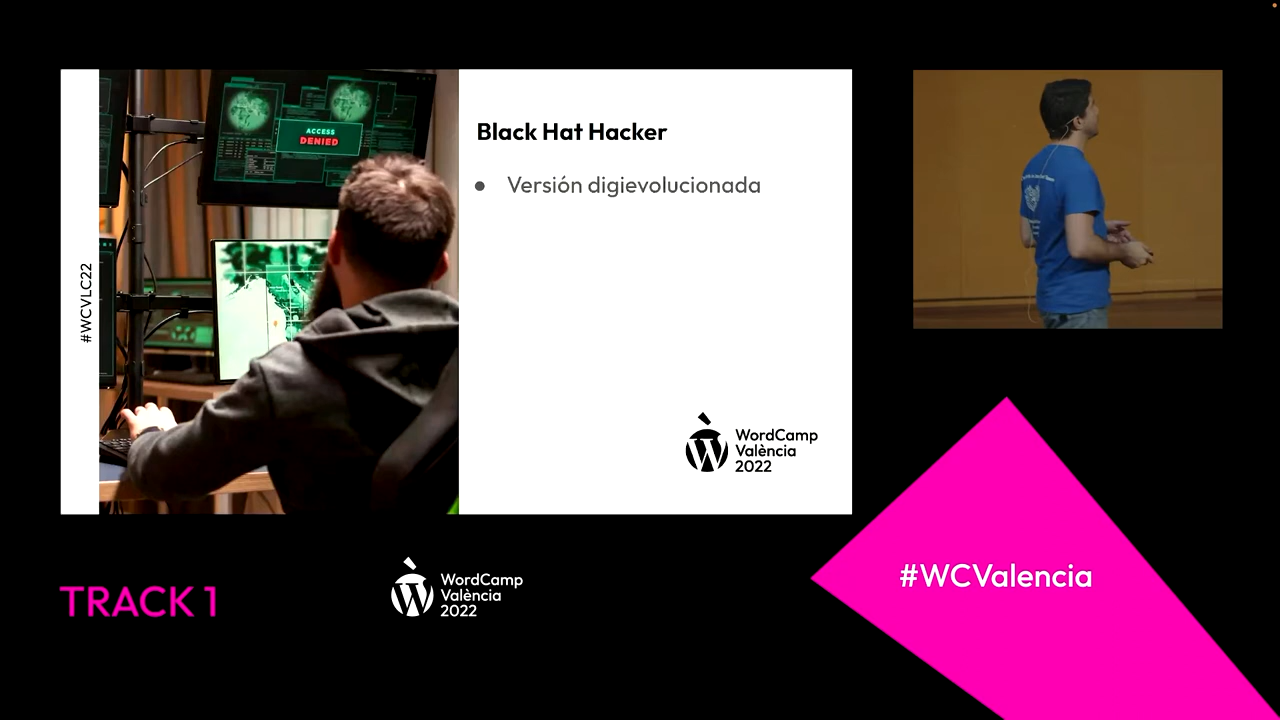 #WCVLC22
ACCESS
DENIED
Black Hat Hacker
● Versión digievolucionada
WordCamp
València
2022
TRACK 1
WordCamp
València
2022
#WCValencia